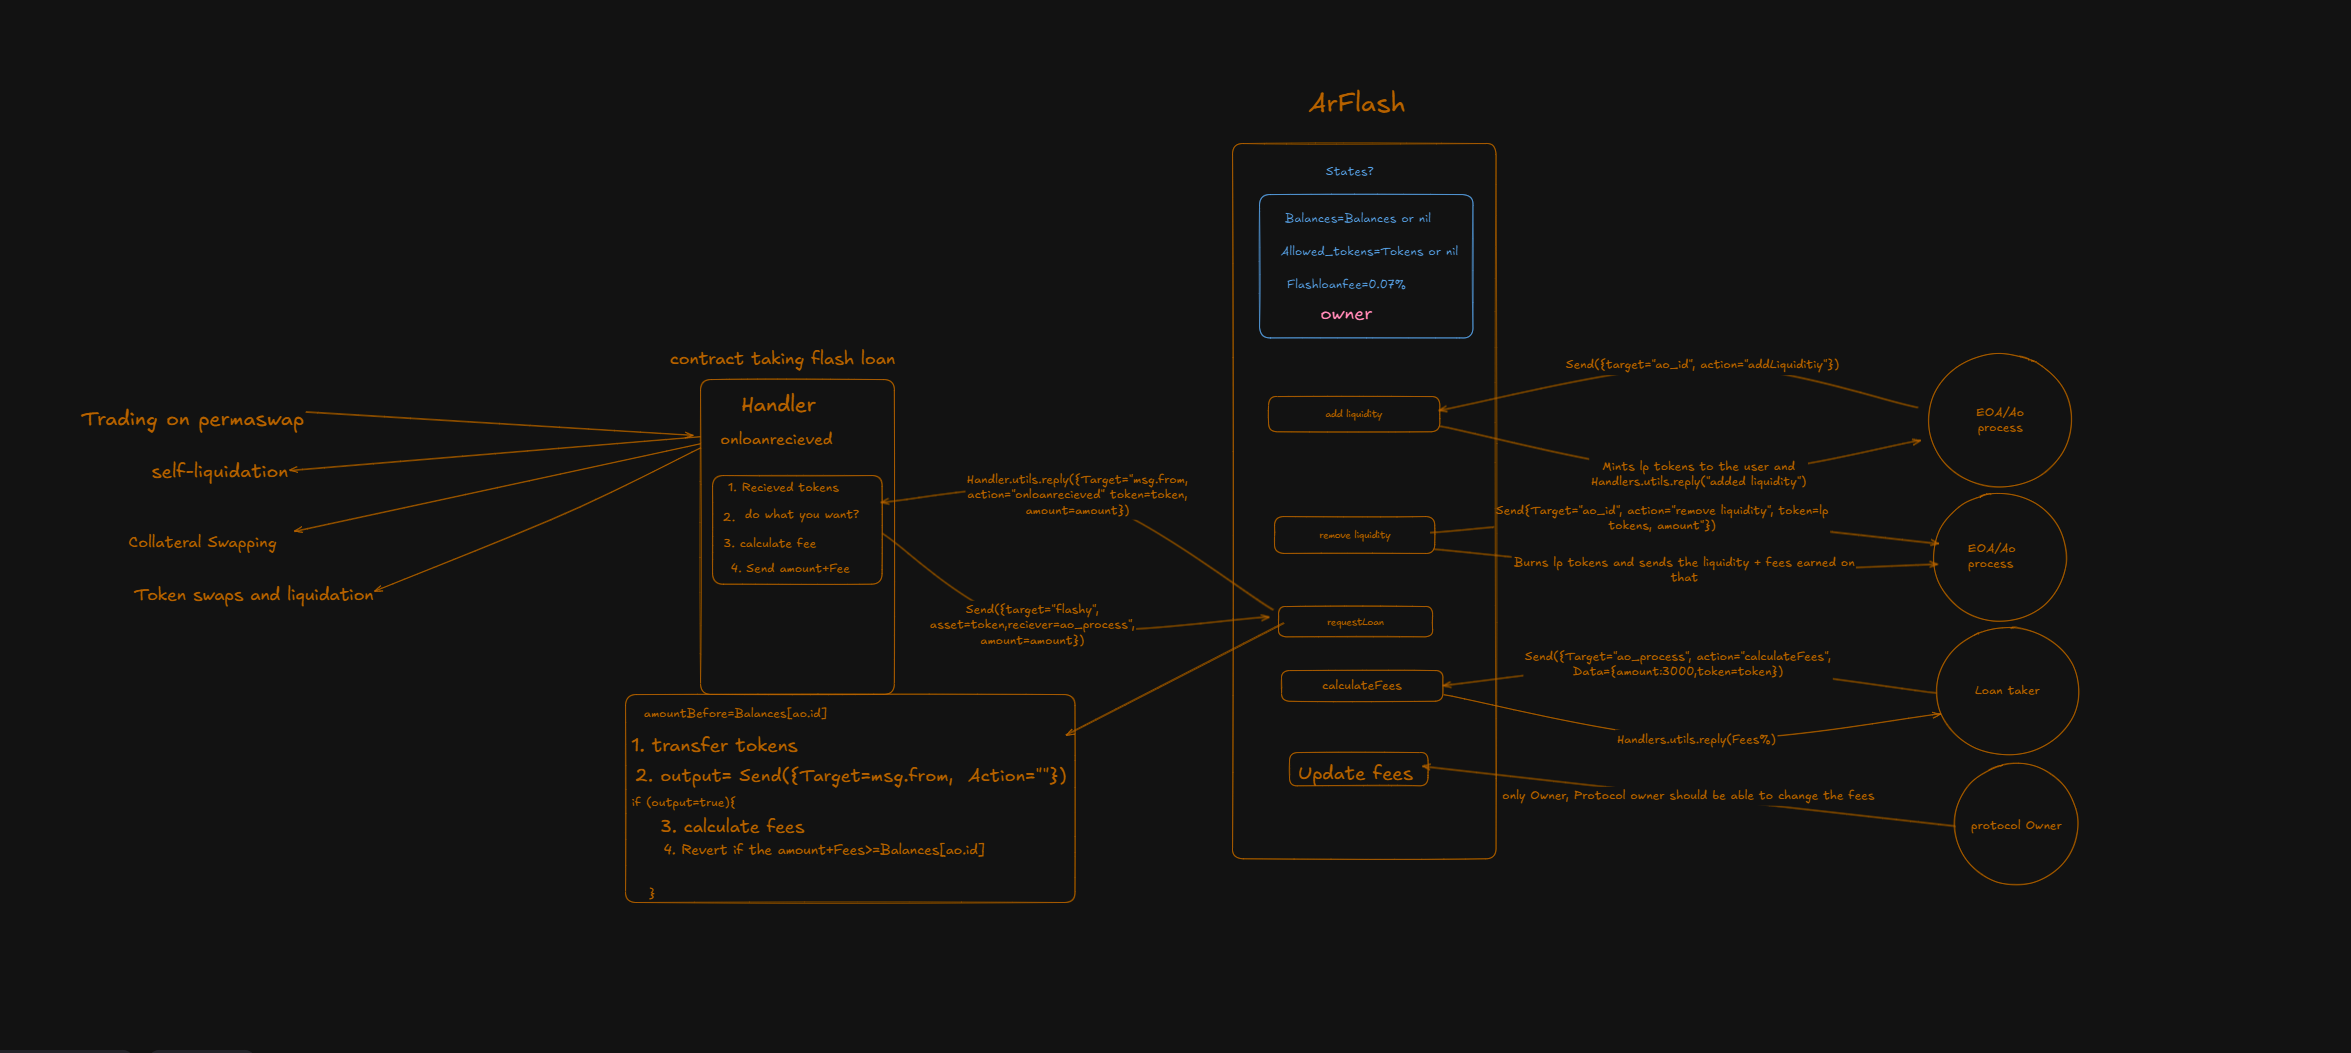 ArFlash
States?
Balances=Balances or nil
Allowed_tokens=Tokens or nil
Flashloanfee=0.07%
owner
add liquidity
remove liquidity
requestLoan
calculateFees
Update fees
contract taking flash loan
Handler
onloanrecieved
1. Recieved tokens
2. do what you want?
3. calculate fee
4. Send amount+Fee
Trading on permaswap
self-liquidation
Collateral Swapping
Token swaps and liquidation
Handler.utils.reply({Target="msg.from,
action="onloanrecieved" token=token,
amount=amount})
Send({target="flashy",
asset=token,reciever=ao_process",
amount=amount})
amountBefore=Balances[ao.id]
1. transfer tokens
2. output= Send({Target=msg.from, Action=""})
if (output=true){
3. calculate fees
4. Revert if the amount+Fees>=Balances[ao.id]
}
Send({target="ao_id", action="addLiquiditiy"})
EOA/Ao
process
Mints lp tokens to the user and
Handlers.utils.reply("added liquidity")
Send{Target="ao_id", action="remove liquidity", token=lp
tokens, amount"})
EOA/Ao
process
Burns lp tokens and sends the liquidity + fees earned on
that
Send({Target="ao_process", action="calculateFees",
Data={amount:3000,token=token})
Loan taker
Handlers.utils.reply(Fees%)
only Owner, Protocol owner should be able to change the fees
protocol Owner